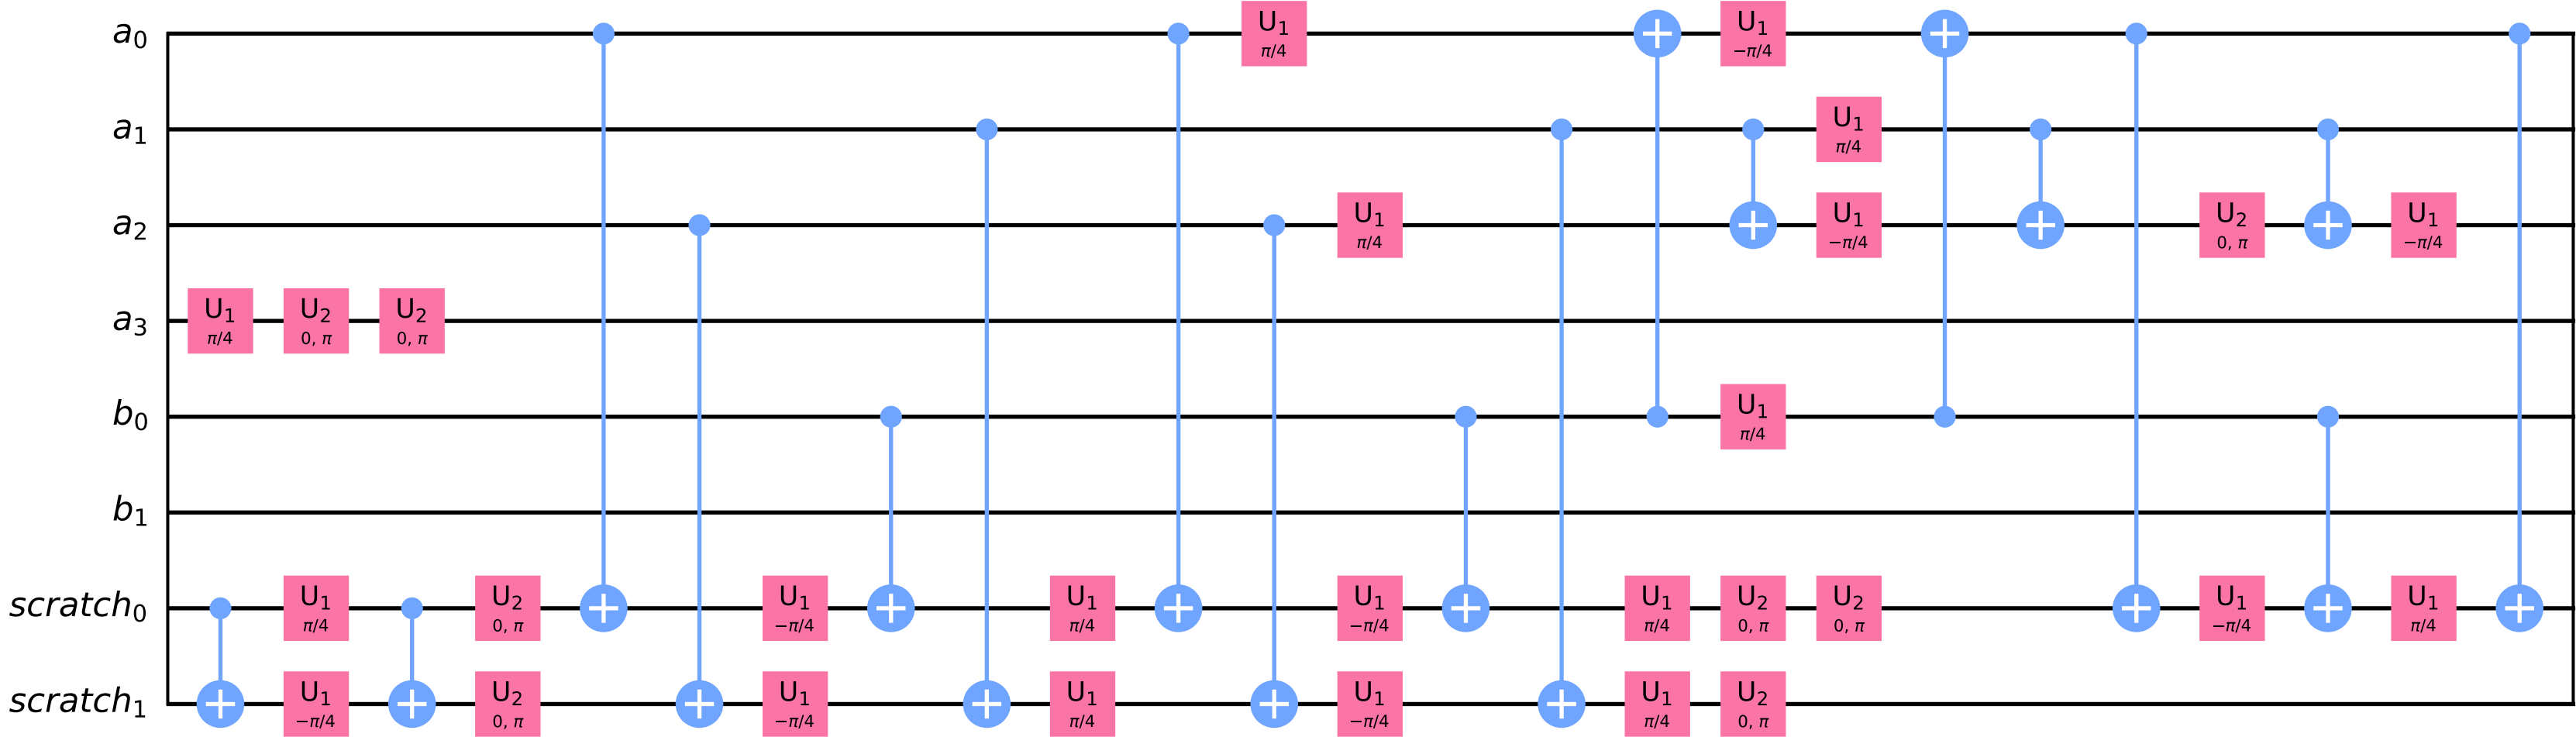 a0 U1 π/4 U1 −π/4
a1 U1 π/4
a2 U1 π/4 U1 −π/4 U2 0, π U1 −π/4
a3 U1 π/4 U2 0, π U2 0, π
b0 U1 π/4
b1
scratch0 U1 π/4 U2 0, π U1 −π/4 U1 π/4 U1 −π/4 U1 π/4 U2 0, π U2 0, π U1 −π/4 U1 π/4
scratch1 U1 −π/4 U2 0, π U1 −π/4 U1 π/4 U1 −π/4 U1 π/4 U2 0, π